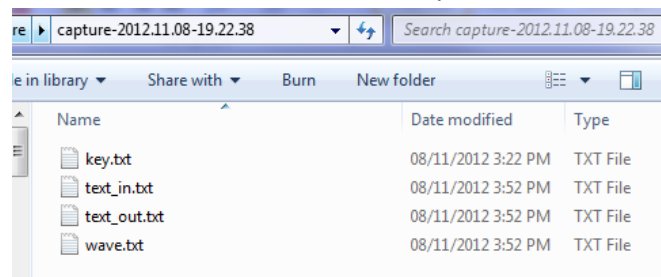 re ▸ capture-2012.11.08-19.22.38 Search capture-2012.11.08-19.22.38
e in library Share with Burn New folder
Name Date modified Type
key.txt 08/11/2012 3:22 PM TXT File
text_in.txt 08/11/2012 3:52 PM TXT File
text_out.txt 08/11/2012 3:52 PM TXT File
wave.txt 08/11/2012 3:52 PM TXT File